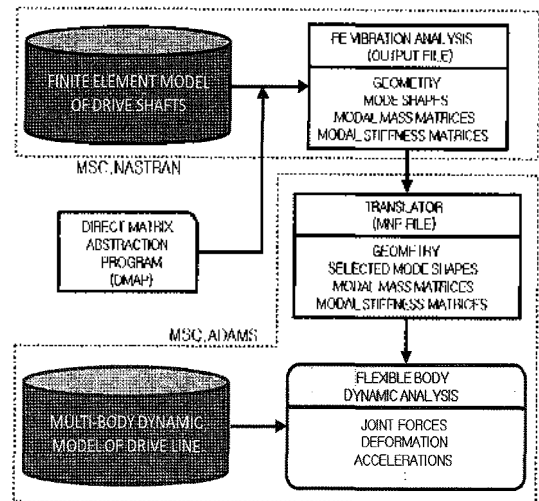 FINITE ELEMENT MODEL
OF DRIVE SHAFTS
FE VIBRATION ANALYSIS
(OUTPUT FILE)
GEOMETRY
MODE SHAPES
MODAL MASS MATRICES
MODAL STIFFNESS MATRICES
MSC,NASTRAN
DIRECT MATRIX
ABSTRACTION
PROGRAM
(DMAP)
TRANSLATOR
(MNF FILE)
GEOMETRY
SELECTED MODE SHAPES
MODAL MASS MATRICES
MODAL STIFFNESS MATRICES
MSC,ADAMS
MULTI-BODY DYNAMIC
MODEL OF DRIVE LINE
FLEXIBLE BODY
DYNAMIC ANALYSIS
JOINT FORCES
DEFORMATION
ACCELERATIONS
: